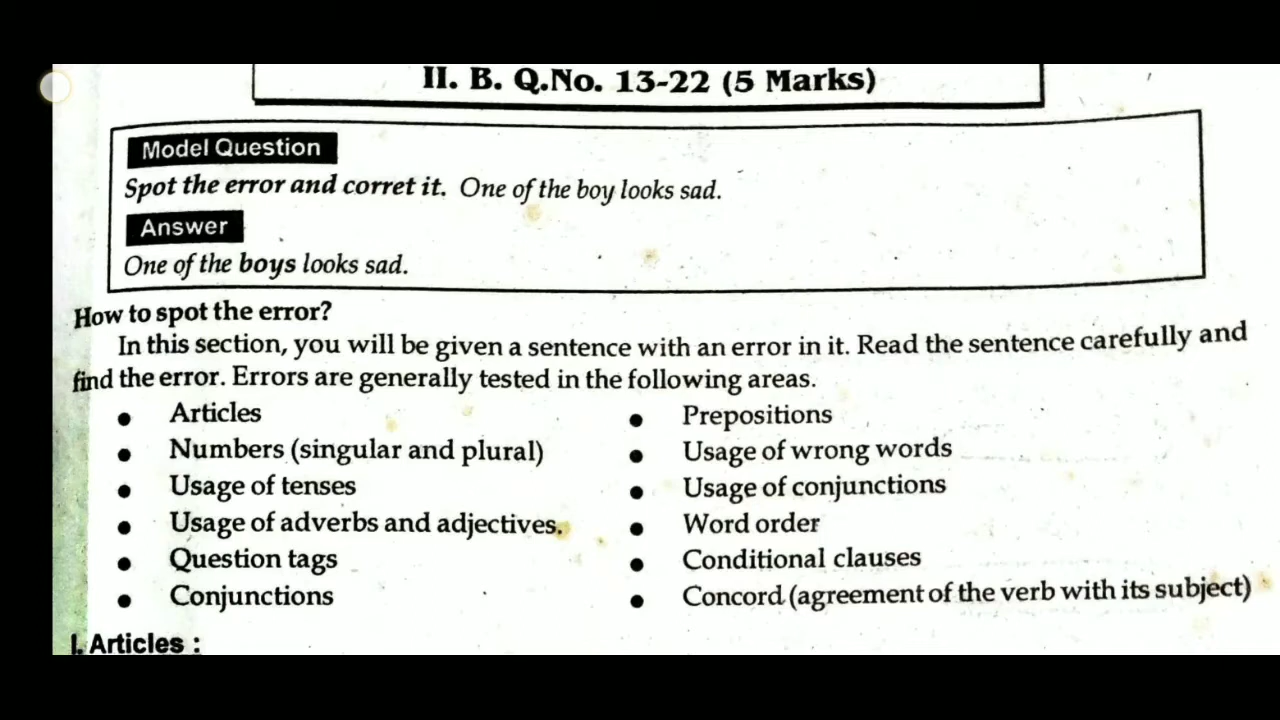 II. B. Q.No. 13-22 (5 Marks)
Model Question
Spot the error and corret it. One of the boy looks sad.
Answer
One of the boys looks sad.
How to spot the error?
In this section, you will be given a sentence with an error in it. Read the sentence carefully and
find the error. Errors are generally tested in the following areas.
• Articles
• Numbers (singular and plural)
• Usage of tenses
• Usage of adverbs and adjectives.
• Question tags
• Conjunctions
• Prepositions
• Usage of wrong words
• Usage of conjunctions
• Word order
• Conditional clauses
• Concord (agreement of the verb with its subject)
I. Articles :